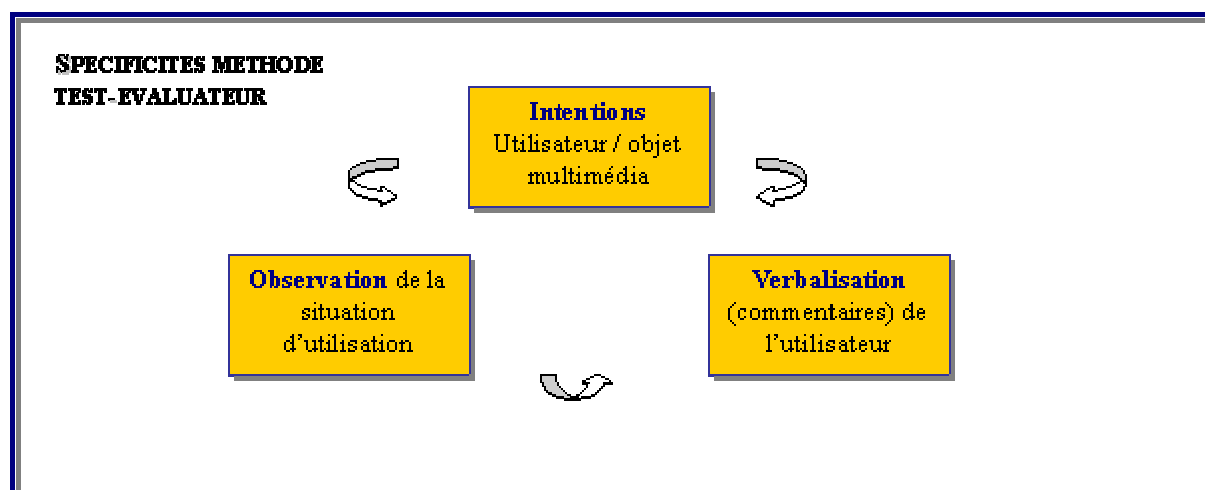 SPECIFICITES METHODE
TEST-EVALUATEUR
Intentions
Utilisateur / objet
multimédia
Observation de la
situation
d'utilisation
Verbalisation
(commentaires) de
l'utilisateur